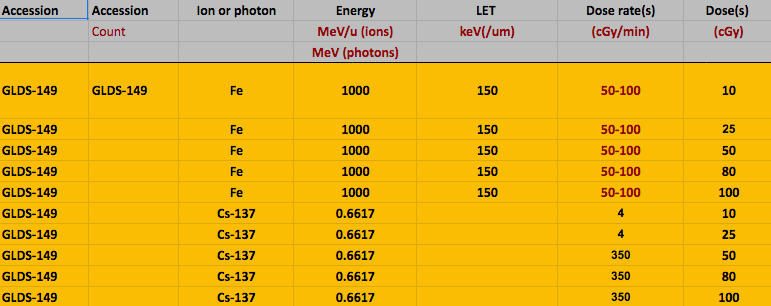 Accession Accession Ion or photon Energy LET Dose rate(s) Dose(s)
Count MeV/u (ions) keV(/um) (cGy/min) (cGy)
MeV (photons)
GLDS-149 GLDS-149 Fe 1000 150 50-100 10
GLDS-149 Fe 1000 150 50-100 25
GLDS-149 Fe 1000 150 50-100 50
GLDS-149 Fe 1000 150 50-100 80
GLDS-149 Fe 1000 150 50-100 100
GLDS-149 Cs-137 0.6617 4 10
GLDS-149 Cs-137 0.6617 4 25
GLDS-149 Cs-137 0.6617 350 50
GLDS-149 Cs-137 0.6617 350 80
GLDS-149 Cs-137 0.6617 350 100